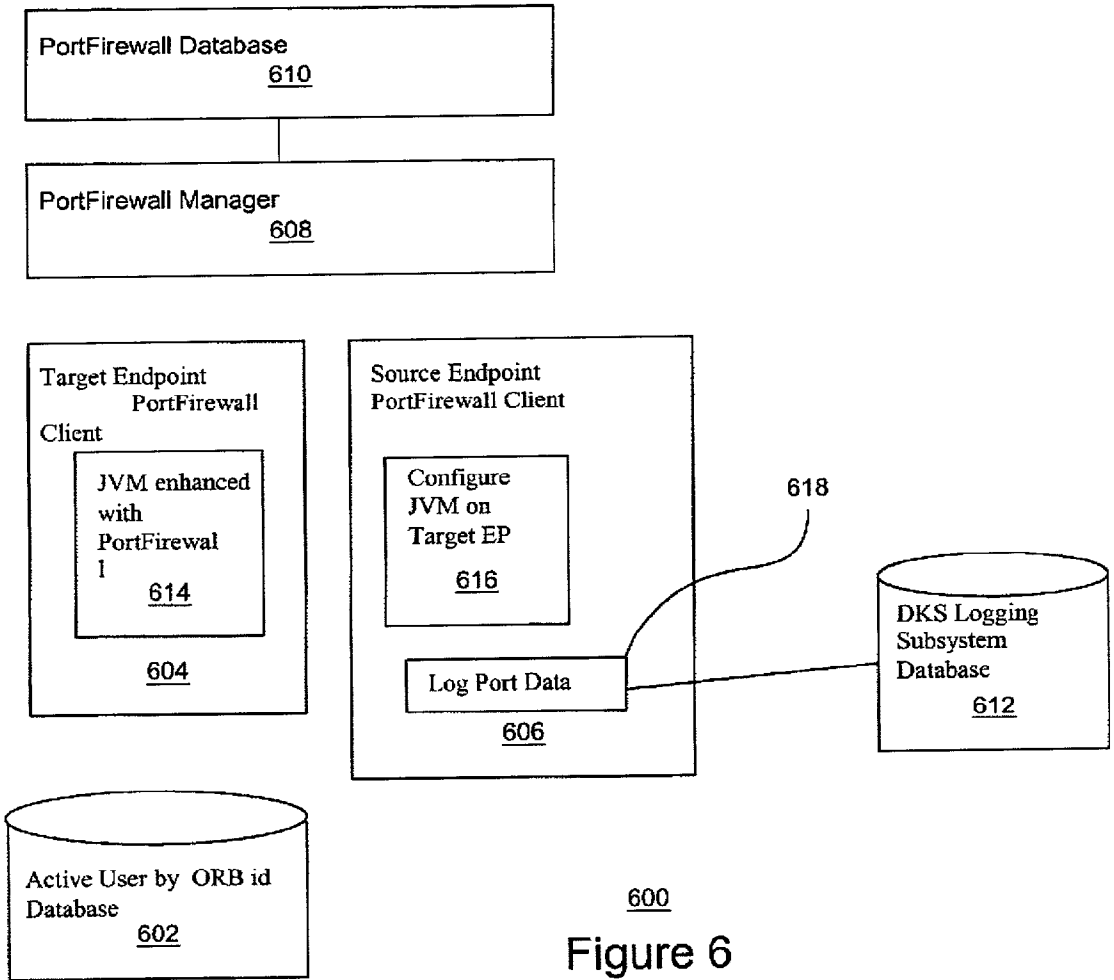 PortFirewall Database
610
PortFirewall Manager
608
Target Endpoint
PortFirewall
Client
JVM enhanced
with
PortFirewal
l
614
604
Source Endpoint
PortFirewall Client
Configure
JVM on
Target EP
616
Log Port Data
606
618
DKS Logging
Subsystem
Database
612
Active User by ORB id
Database
602
600
Figure 6